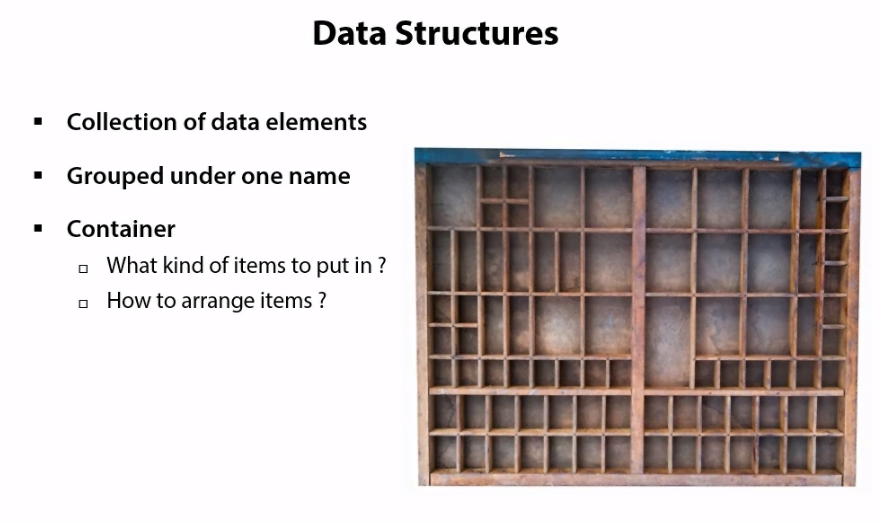 Data Structures
▪ Collection of data elements
▪ Grouped under one name
▪ Container
▫ What kind of items to put in ?
▫ How to arrange items ?